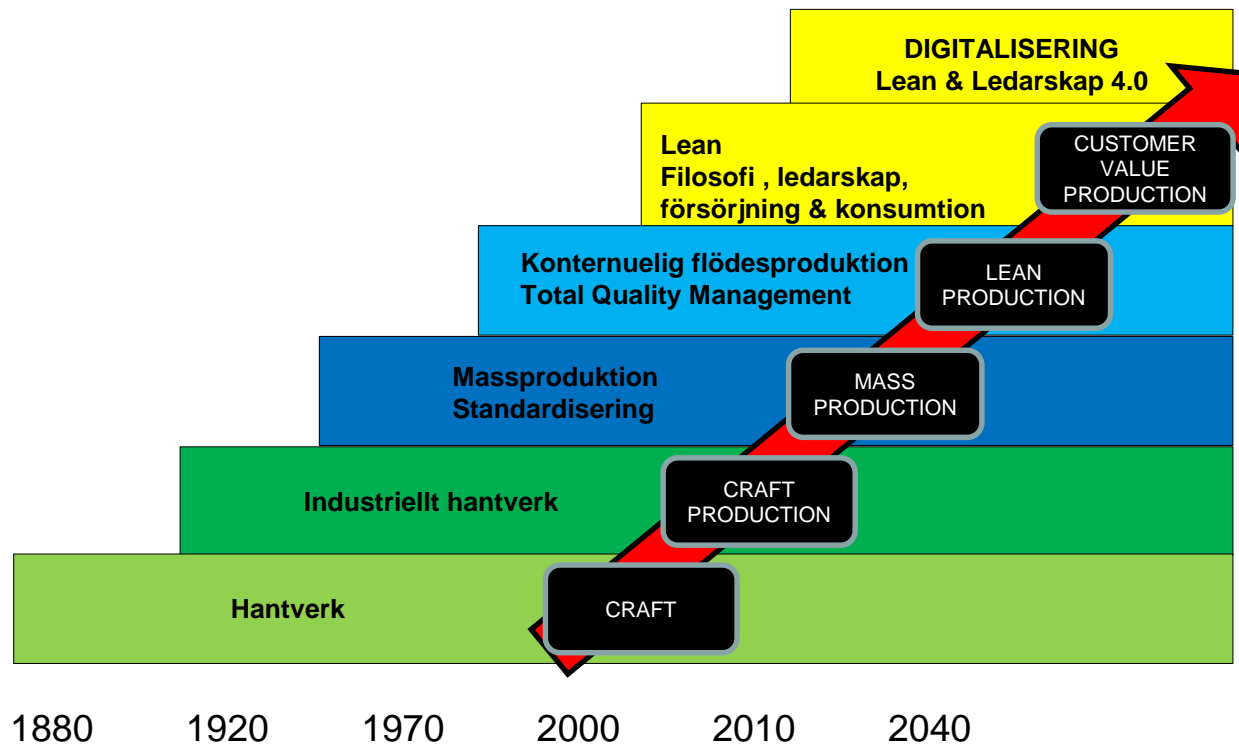 DIGITALISERING
Lean & Ledarskap 4.0
CUSTOMER
VALUE
PRODUCTION
Lean
Filosofi , ledarskap,
försörjning & konsumtion
Konternuelig flödesproduktion
Total Quality Management
LEAN
PRODUCTION
Massproduktion
Standardisering
MASS
PRODUCTION
Industriellt hantverk
CRAFT
PRODUCTION
Hantverk
CRAFT
1880 1920 1970 2000 2010 2040